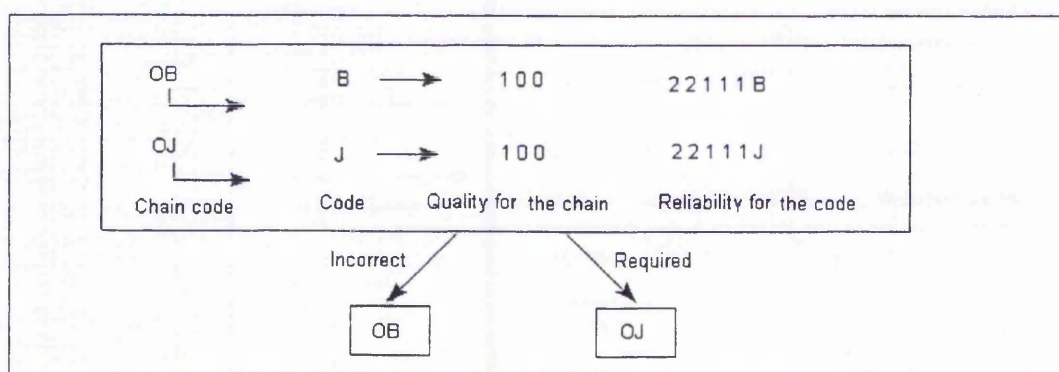 OB B 100 22111B
OJ J 100 22111J
Chain code Code Quality for the chain Reliability for the code
Incorrect Required
OB OJ